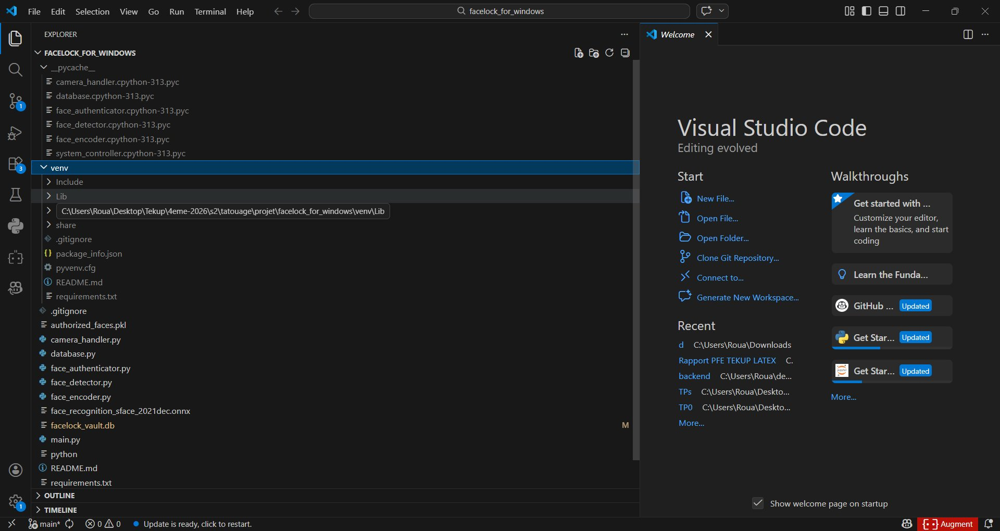 File Edit Selection View Go Run Terminal Help
facelock_for_windows
EXPLORER
Welcome
FACELOCK_FOR_WINDOWS
__pycache__
camera_handler.cpython-313.pyc
database.cpython-313.pyc
face_authenticator.cpython-313.pyc
face_detector.cpython-313.pyc
face_encoder.cpython-313.pyc
system_controller.cpython-313.pyc
venv
Include
Lib
C:\Users\Roua\Desktop\Tekup\4eme-2026\s2\tatouage\projet\facelock_for_windows\venv\Lib
share
.gitignore
package_info.json
pyvenv.cfg
README.md
requirements.txt
.gitignore
authorized_faces.pkl
camera_handler.py
database.py
face_authenticator.py
face_detector.py
face_encoder.py
face_recognition_sface_2021dec.onnx
facelock_vault.db M
main.py
python
README.md
requirements.txt
OUTLINE
TIMELINE
1
3
1
Visual Studio Code
Editing evolved
Start
New File...
Open File...
Open Folder...
Clone Git Repository...
Connect to...
Generate New Workspace...
Recent
d C:\Users\Roua\Downloads
Rapport PFE TEKUP LATEX C.
backend C:\Users\Roua\de...
TPs C:\Users\Roua\Deskto...
TP0 C:\Users\Roua\Deskto...
More...
Walkthroughs
Get started with ...
Customize your editor,
learn the basics, and start
coding
Learn the Funda...
GitHub ... Updated
Get Star... Updated
jupyter
Get Star... Updated
More...
Show welcome page on startup
main* 0 0 Update is ready, click to restart.
Augment